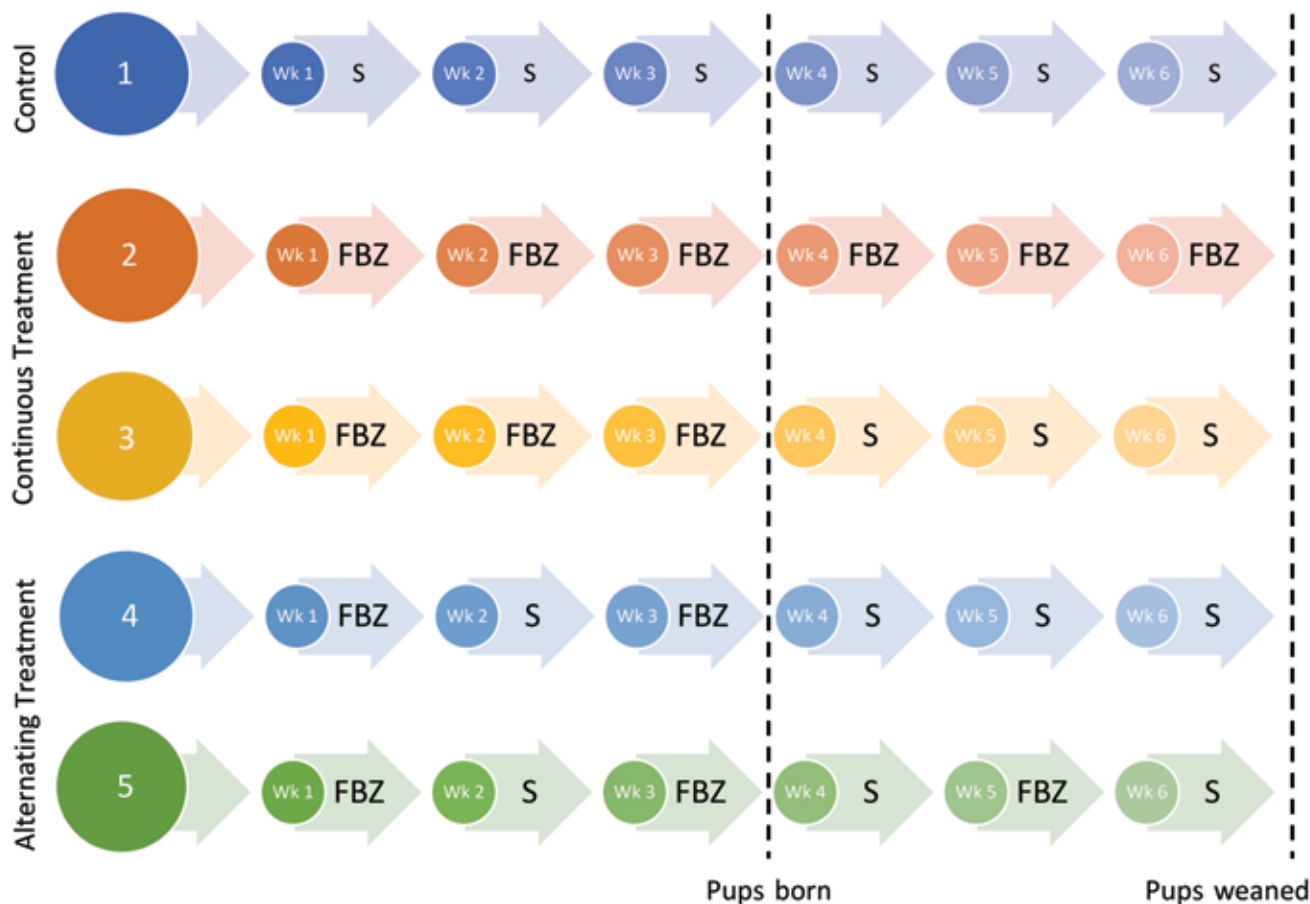 Control
1
Wk 1 S Wk 2 S Wk 3 S Wk 4 S Wk 5 S Wk 6 S
Continuous Treatment
2
Wk 1 FBZ Wk 2 FBZ Wk 3 FBZ Wk 4 FBZ Wk 5 FBZ Wk 6 FBZ
3
Wk 1 FBZ Wk 2 FBZ Wk 3 FBZ Wk 4 S Wk 5 S Wk 6 S
Alternating Treatment
4
Wk 1 FBZ Wk 2 S Wk 3 FBZ Wk 4 S Wk 5 S Wk 6 S
5
Wk 1 FBZ Wk 2 S Wk 3 FBZ Wk 4 S Wk 5 FBZ Wk 6 S
Pups born Pups weaned